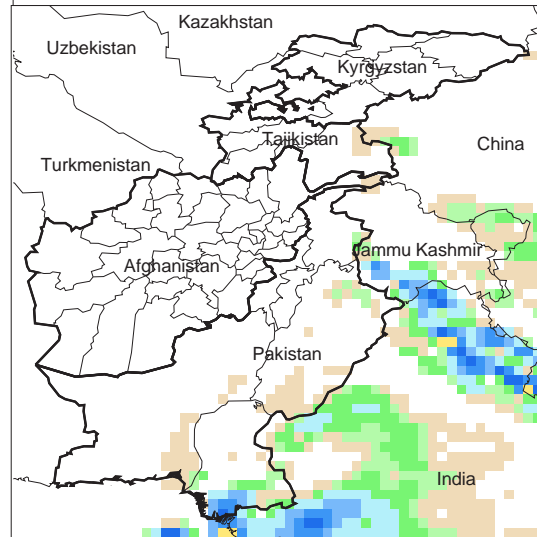 Kazakhstan
Uzbekistan
Kyrgyzstan
Tajikistan
China
Turkmenistan
Jammu Kashmir
Afghanistan
Pakistan
India